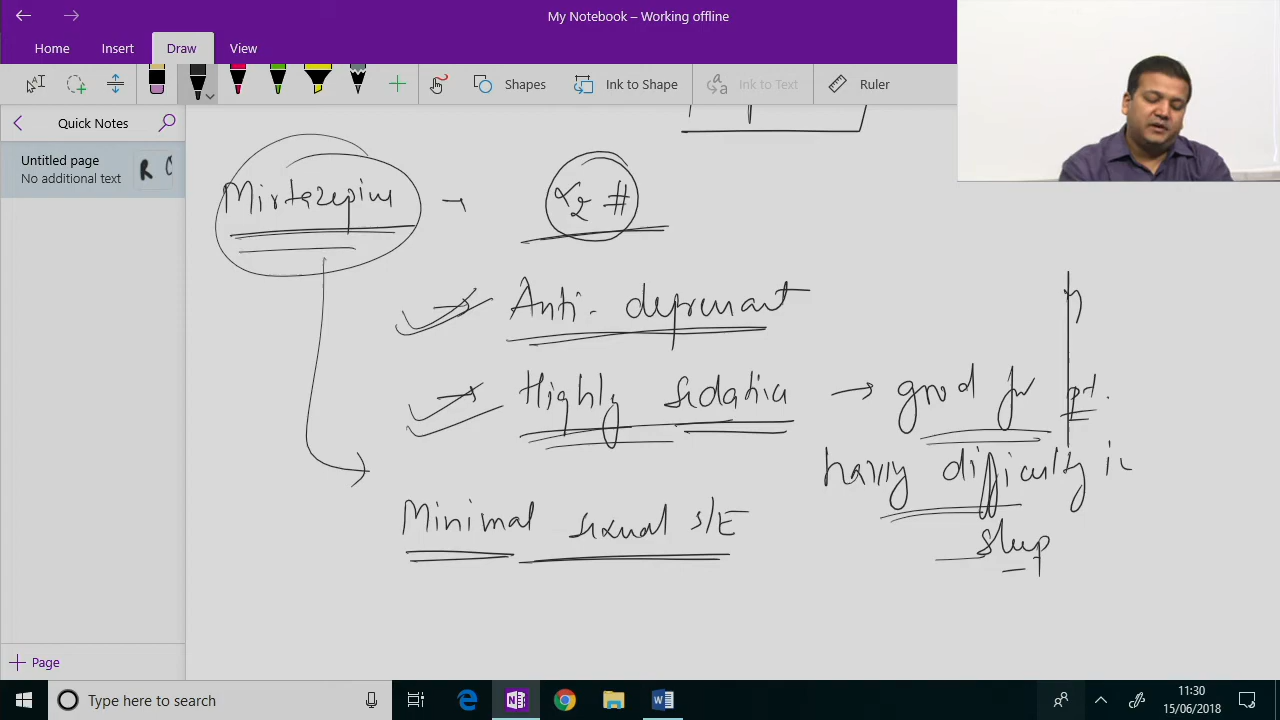 My Notebook – Working offline
Home Insert Draw View
Shapes Ink to Shape Ink to Text Ruler
Quick Notes
Untitled page
No additional text
R
Mirtazepine → α2 #
Anti-depressant
Highly sedative → good for pt.
having difficulty in
sleep
Minimal sexual S/E
+ Page
Type here to search
11:30
15/06/2018